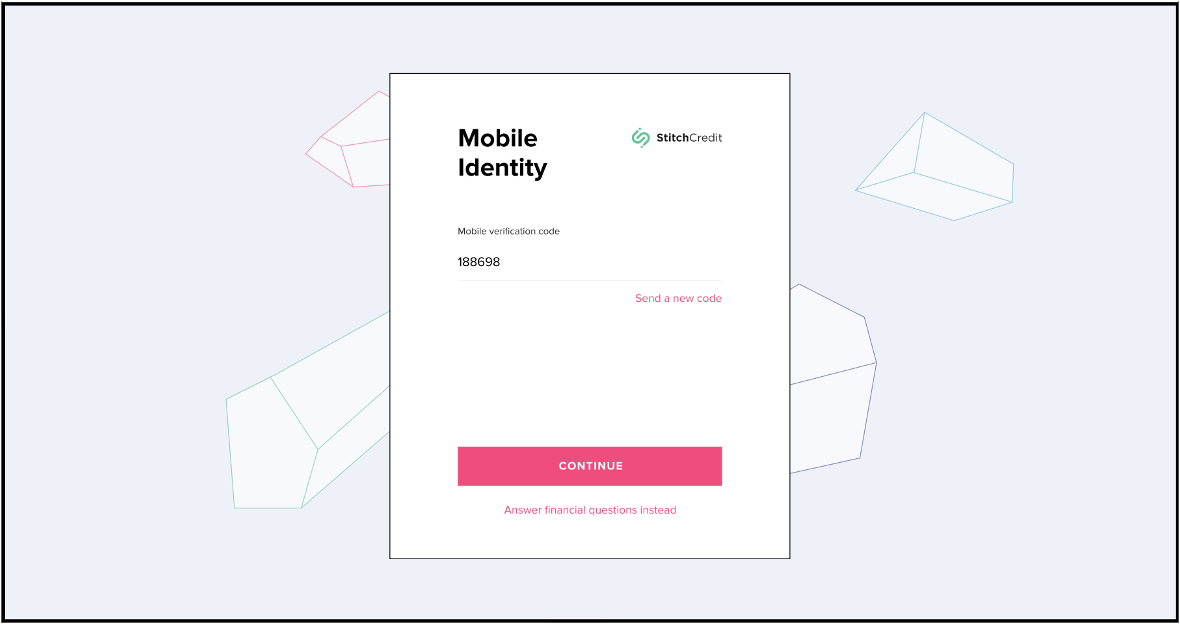 Mobile
Identity
StitchCredit
Mobile verification code
188698
Send a new code
CONTINUE
Answer financial questions instead